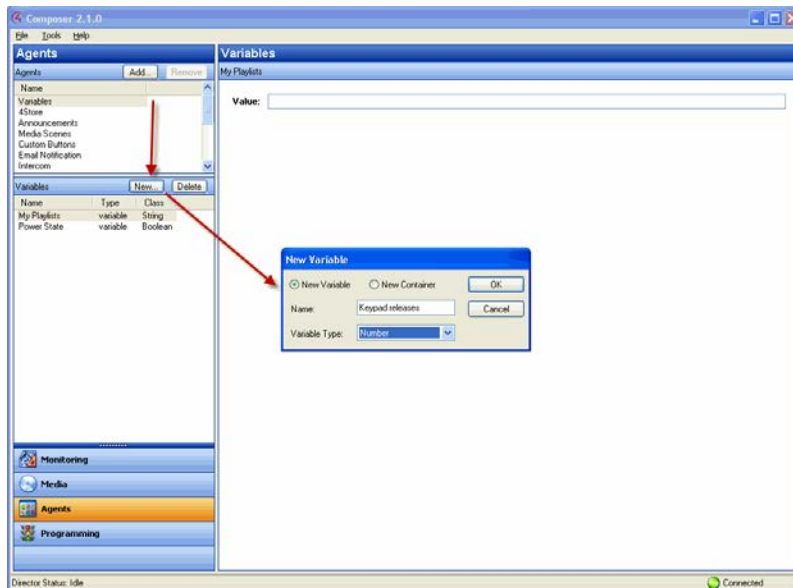 Composer 2.1.0
File Tools Help
Agents
Agents Add... Remove
Name
Variables
4Store
Announcements
Media Scenes
Custom Buttons
Email Notification
Intercom
Variables New... Delete
Name Type Class
My Playlists variable String
Power State variable Boolean
Monitoring
Media
Agents
Programming
Variables
My Playlists
Value:
New Variable
New Variable New Container OK
Name: Keypad releases Cancel
Variable Type: Number
Director Status: Idle
Connected